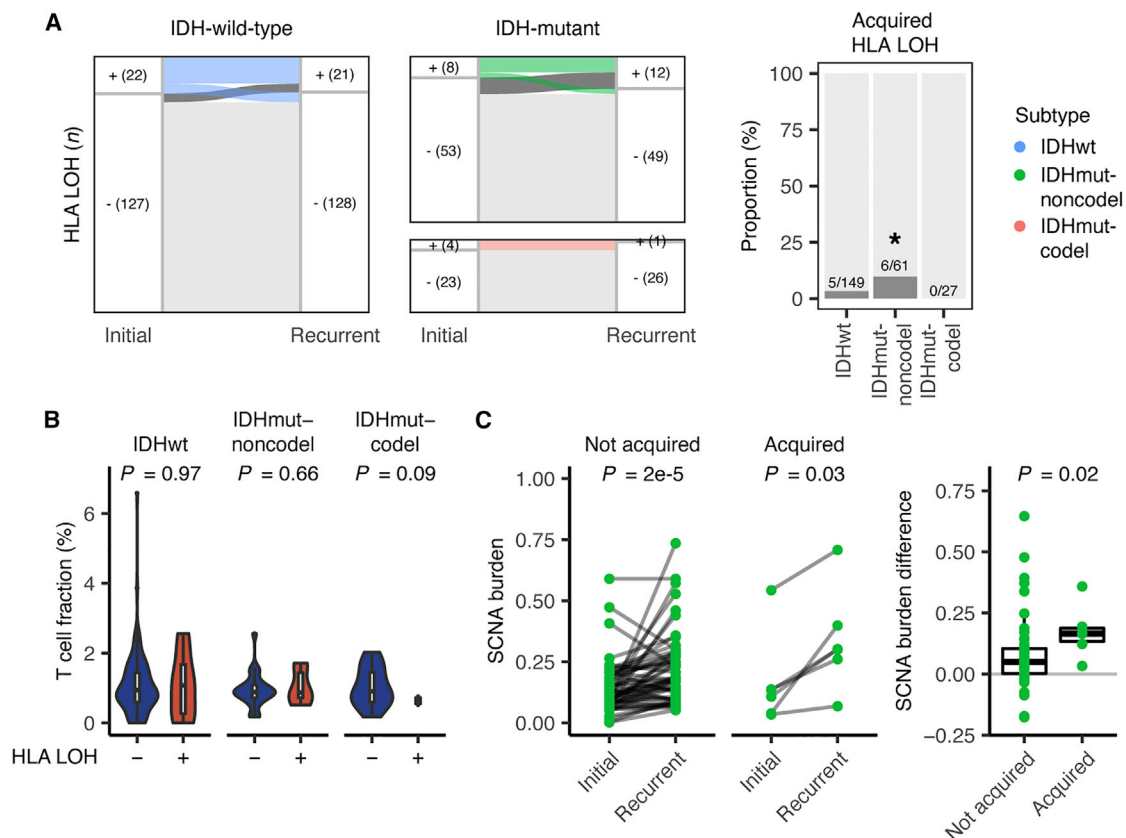 A
IDH-wild-type
HLA LOH (n)
+ (22)
- (127)
+ (21)
- (128)
Initial
Recurrent
IDH-mutant
+ (8)
- (53)
+ (12)
- (49)
+ (4)
- (23)
+ (1)
- (26)
Initial
Recurrent
Acquired
HLA LOH
Proportion (%)
100
75
50
25
0
5/149
*
6/61
0/27
IDHwt
IDHmut-
noncodel
IDHmut-
codel
Subtype
IDHwt
IDHmut-
noncodel
IDHmut-
codel
B
IDHwt
P = 0.97
IDHmut–
noncodel
P = 0.66
IDHmut–
codel
P = 0.09
T cell fraction (%)
6
4
2
0
HLA LOH
– + – + – +
C
Not acquired
P = 2e-5
Acquired
P = 0.03
SCNA burden
1.00
0.75
0.50
0.25
0.00
Initial
Recurrent
Initial
Recurrent
P = 0.02
SCNA burden difference
0.75
0.50
0.25
0.00
−0.25
Not acquired
Acquired